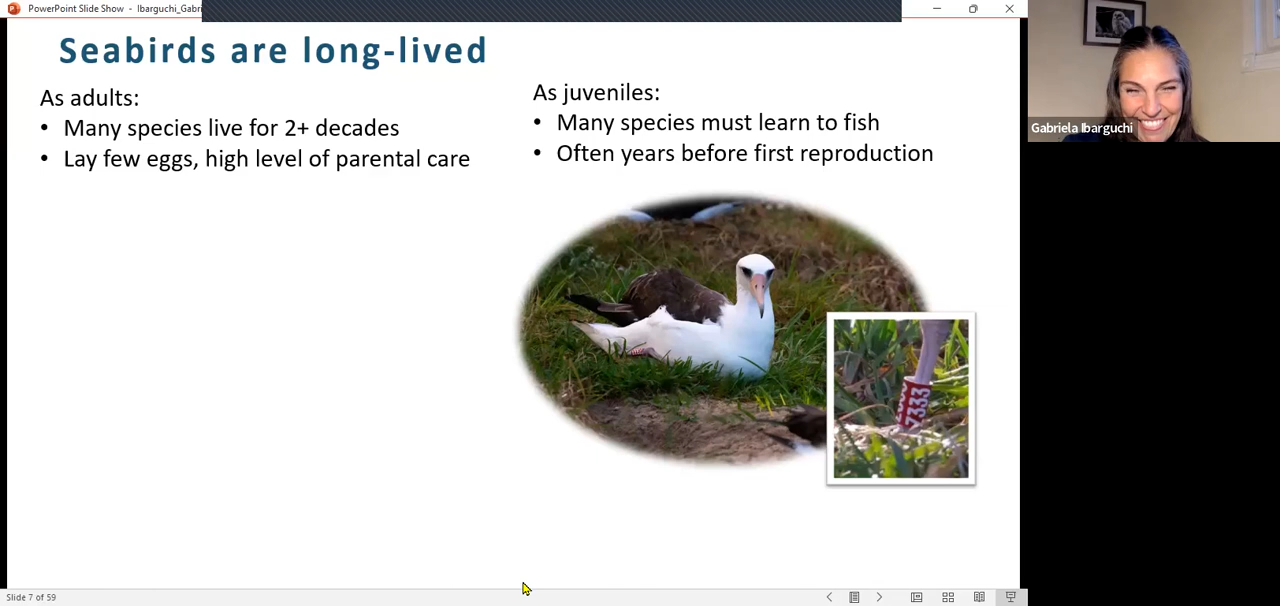 PowerPoint Slide Show - Ibarguchi_Gabri
Seabirds are long-lived
As adults:
• Many species live for 2+ decades
• Lay few eggs, high level of parental care
As juveniles:
• Many species must learn to fish
• Often years before first reproduction
7333
Gabriela Ibarguchi
Slide 7 of 59